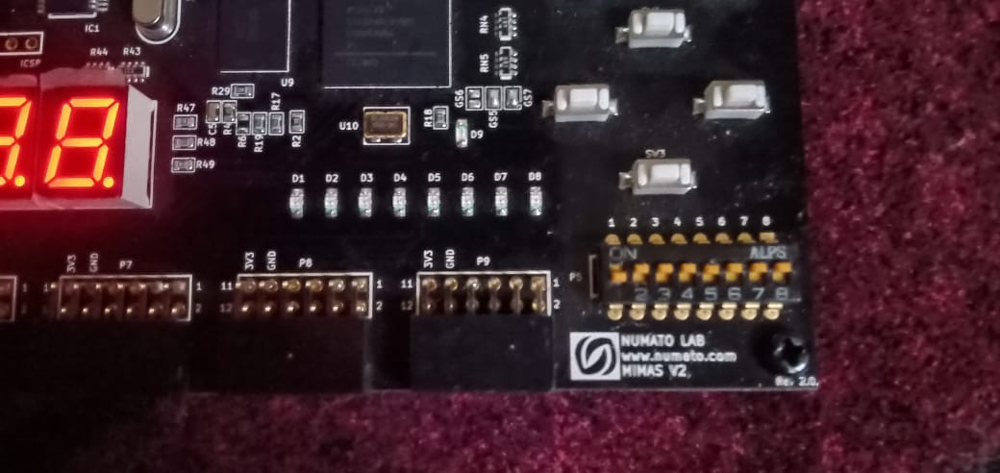 IC1
ICSP
R44
R43
RN4
RN5
U9
R29
R47
C5
R4
R6
R19
R17
R2
R48
R49
U10
R18
GS6
GS5
GS7
D9
SW3
8.
D1 D2 D3 D4 D5 D6 D7 D8
1 2 3 4 5 6 7 8
ON ALPS
2 3 4 5 6 7 8
3V3 GND P7
1
2
3V3 GND P8
11 1
12 2
3V3 GND P9
11 1
12 2
NUMATO LAB
www.numato.com
MIMAS V2
Rev 2.0